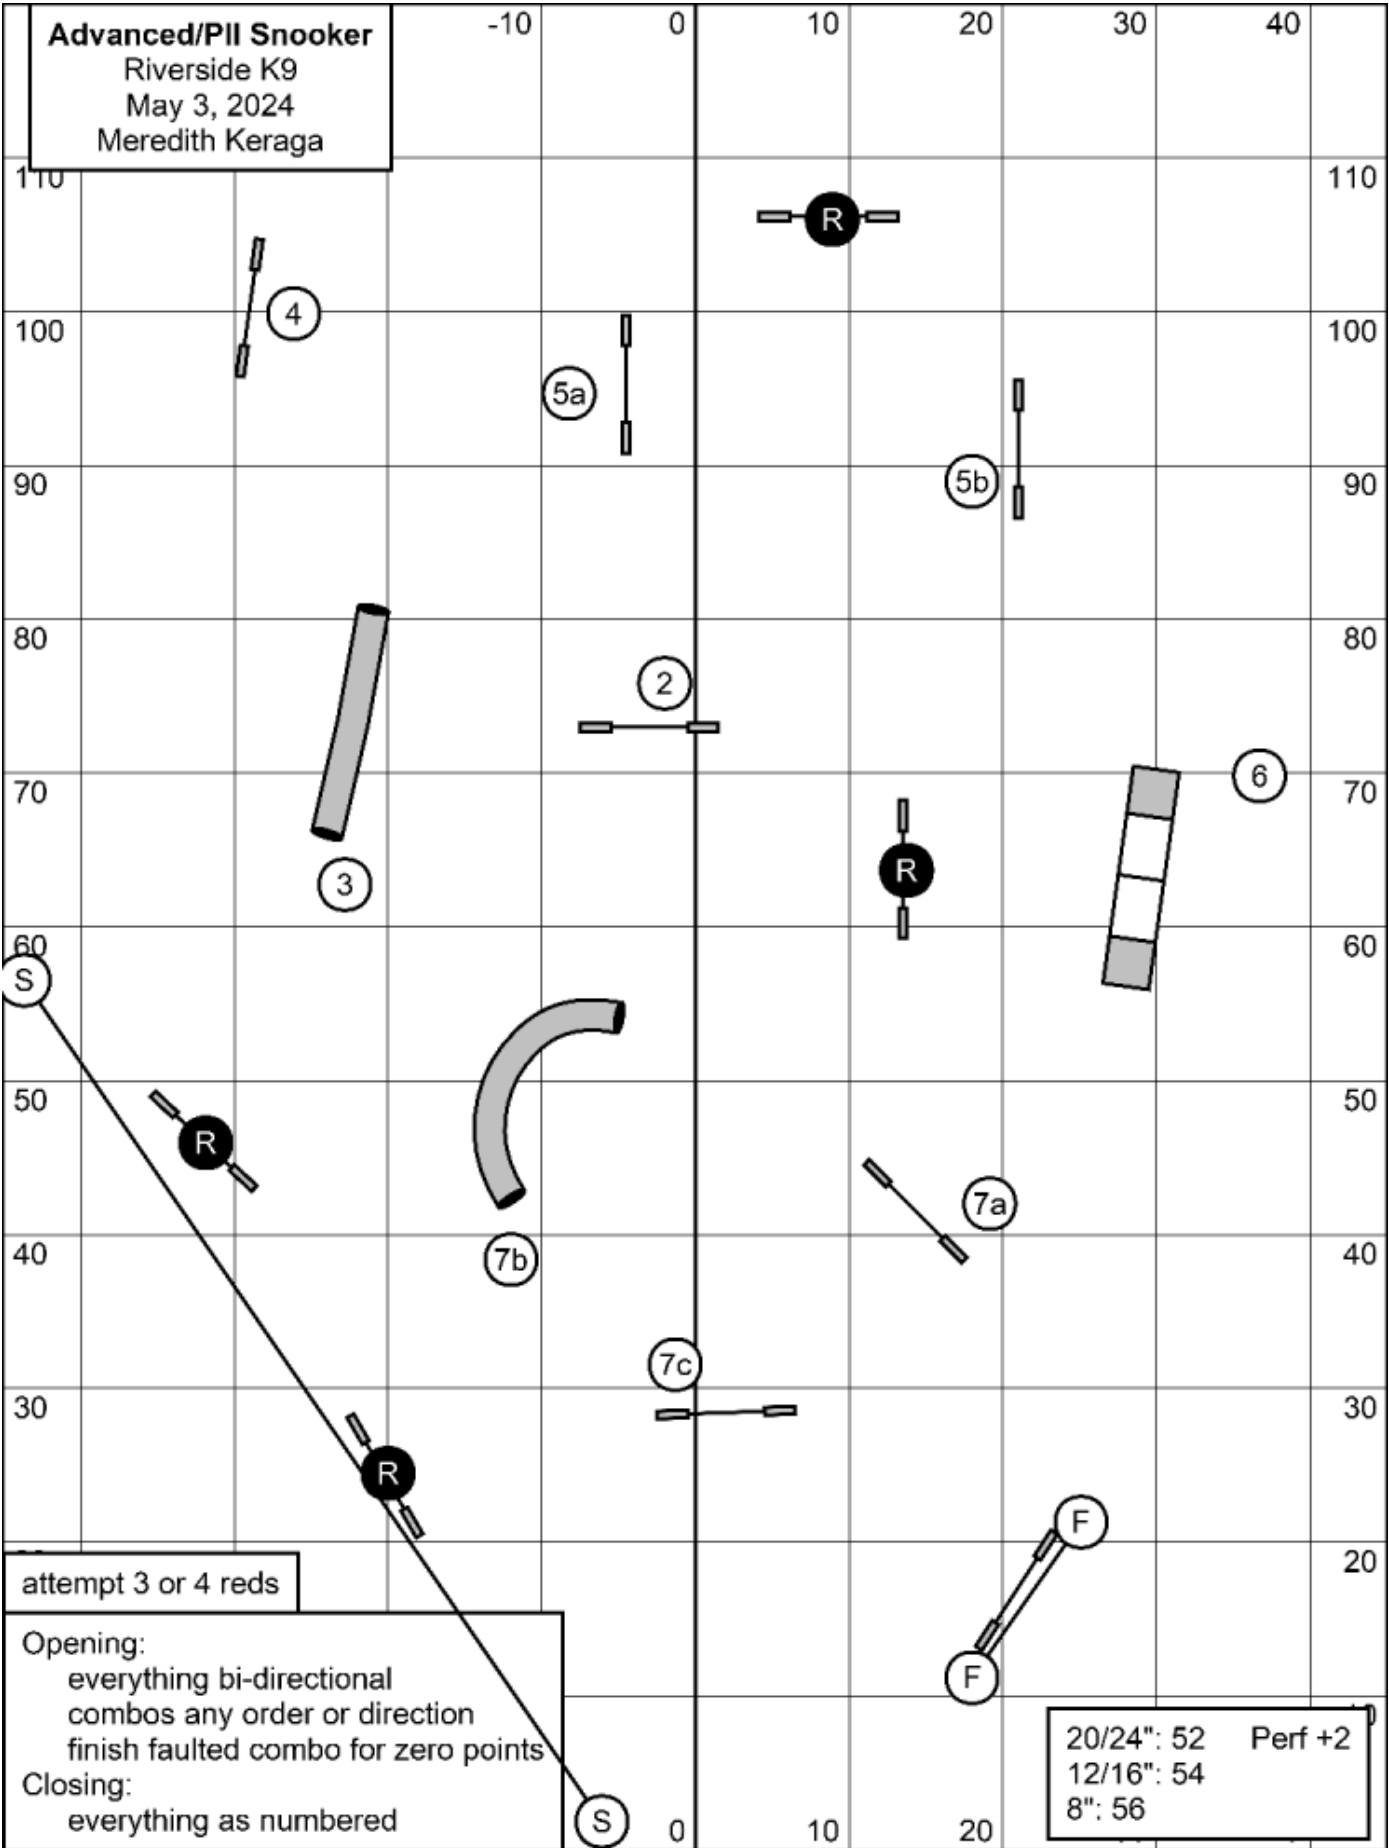 -10 0 10 20 30 40
Advanced/PII Snooker
Riverside K9
May 3, 2024
Meredith Keraga
110 110
R
4
100 100
5a
5b
90 90
80 80
2
70 6 70
R
3
60 60
S
50 50
R
7a
40 40
7b
7c
30 30
R
F
20
attempt 3 or 4 reds
Opening:
everything bi-directional
combos any order or direction
finish faulted combo for zero points
Closing:
everything as numbered
F
20/24": 52 Perf +2
12/16": 54
8": 56
S 0 10 20